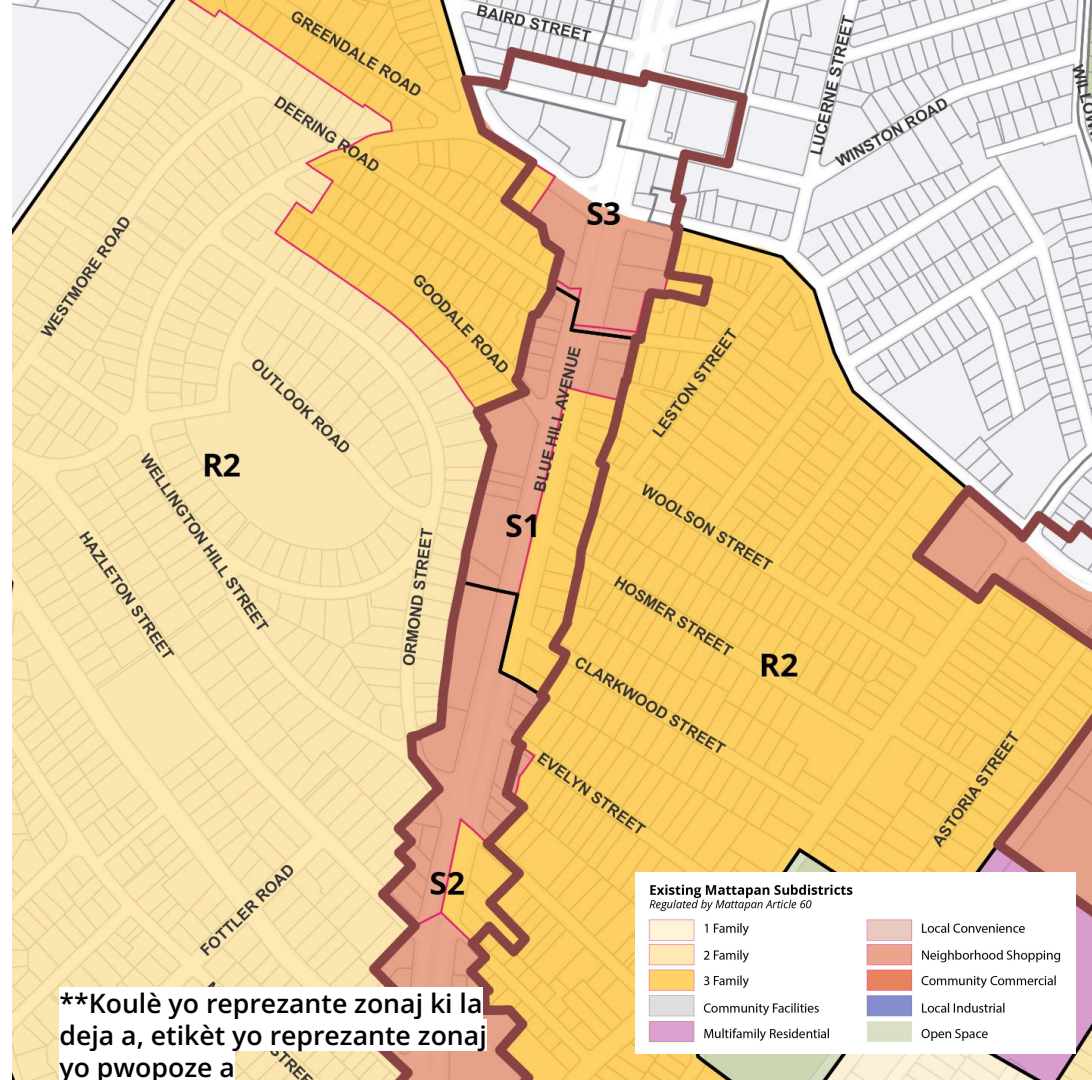 BAIRD STREET
GREENDALE ROAD
LUCERNE STREET
WINSTON ROAD
DEERING ROAD
S3
WESTMORE ROAD
GOODALE ROAD
LESTON STREET
BLUE HILL AVENUE
OUTLOOK ROAD
R2
WELLINGTON HILL STREET
S1
WOOLSON STREET
HAZLETON STREET
ORMOND STREET
HOSMER STREET
R2
CLARKWOOD STREET
EVELYN STREET
ASTORIA STREET
S2
FOTTLER ROAD
Existing Mattapan Subdistricts
Regulated by Mattapan Article 60
1 Family
2 Family
3 Family
Community Facilities
Multifamily Residential
Local Convenience
Neighborhood Shopping
Community Commercial
Local Industrial
Open Space
**Koulè yo reprezante zonaj ki la
deja a, etikèt yo reprezante zonaj
yo pwopoze a